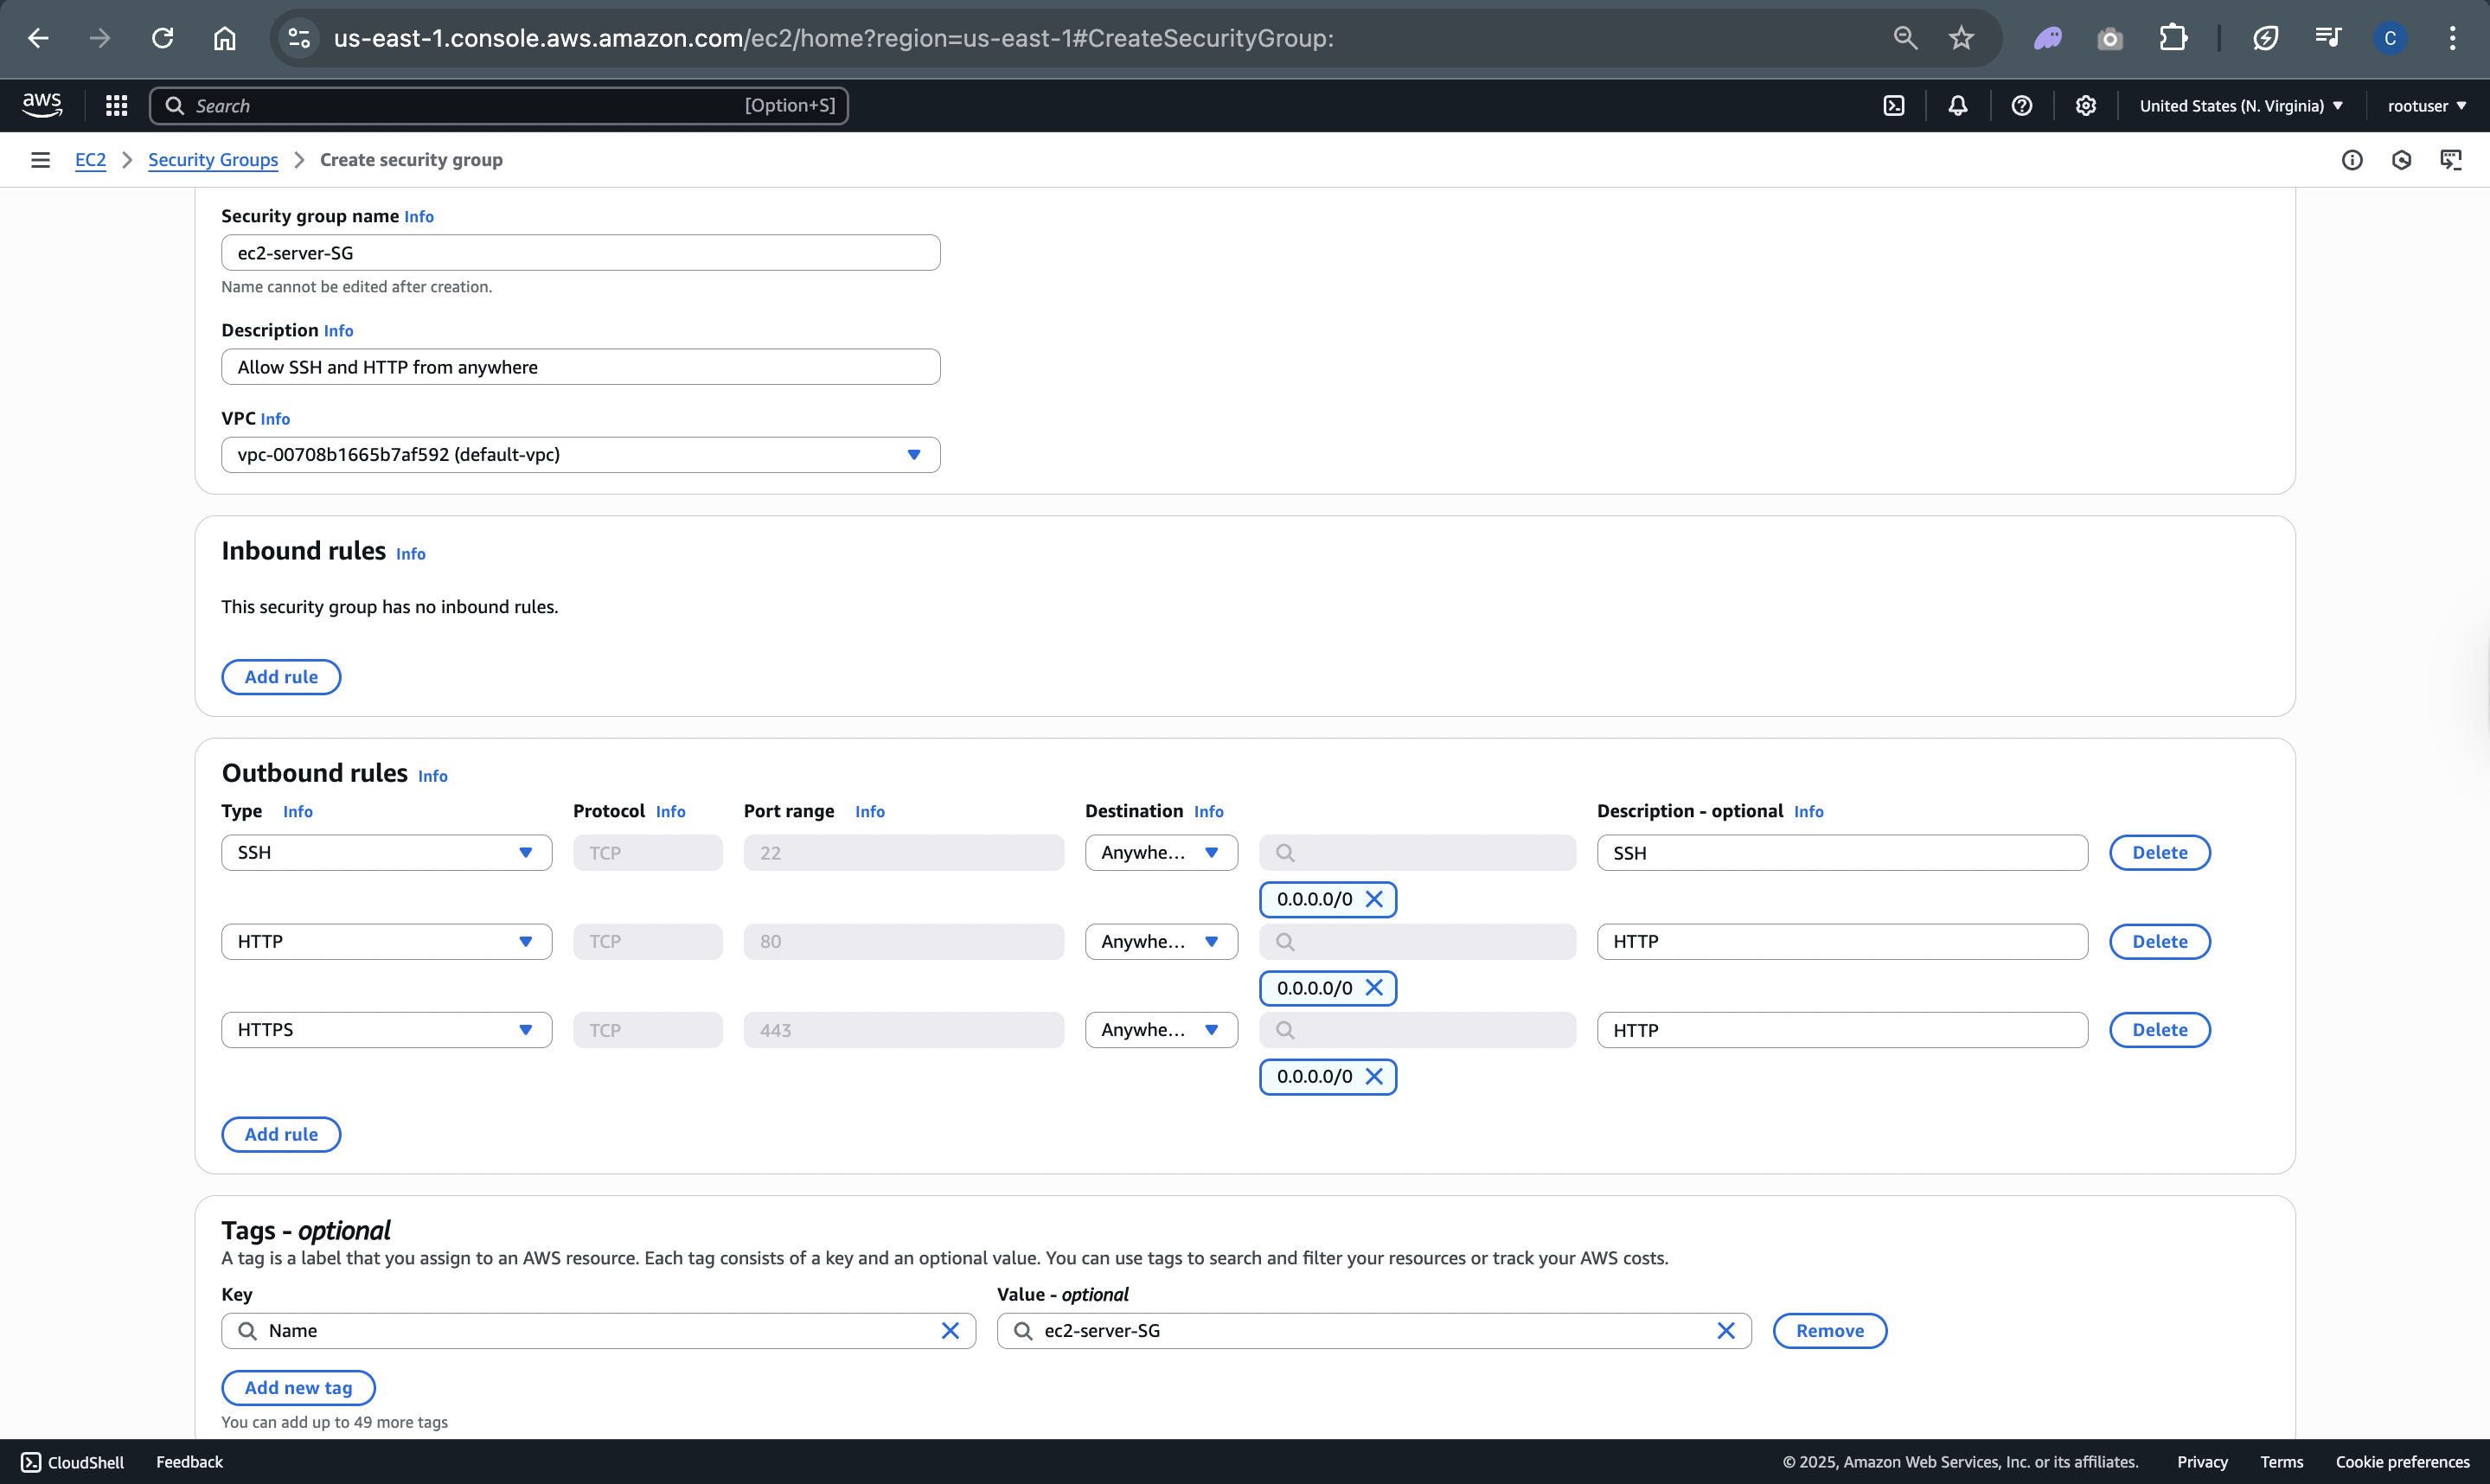 us-east-1.console.aws.amazon.com/ec2/home?region=us-east-1#CreateSecurityGroup:
C
aws
Search
[Option+S]
United States (N. Virginia)
rootuser
EC2
Security Groups
Create security group
Security group name Info
ec2-server-SG
Name cannot be edited after creation.
Description Info
Allow SSH and HTTP from anywhere
VPC Info
vpc-00708b1665b7af592 (default-vpc)
Inbound rules Info
This security group has no inbound rules.
Add rule
Outbound rules Info
Type Info Protocol Info Port range Info Destination Info Description - optional Info
SSH TCP 22 Anywhe... SSH Delete
0.0.0.0/0
HTTP TCP 80 Anywhe... HTTP Delete
0.0.0.0/0
HTTPS TCP 443 Anywhe... HTTP Delete
0.0.0.0/0
Add rule
Tags - optional
A tag is a label that you assign to an AWS resource. Each tag consists of a key and an optional value. You can use tags to search and filter your resources or track your AWS costs.
Key Value - optional
Name ec2-server-SG Remove
Add new tag
You can add up to 49 more tags
CloudShell Feedback © 2025, Amazon Web Services, Inc. or its affiliates. Privacy Terms Cookie preferences